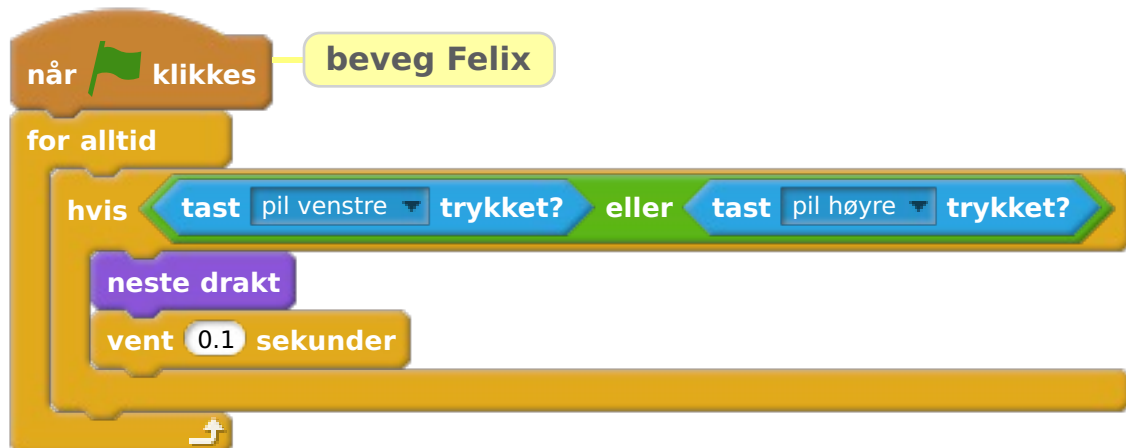 når klikkes
beveg Felix
for alltid
hvis tast pil venstre trykket? eller tast pil høyre trykket?
neste drakt
vent 0.1 sekunder